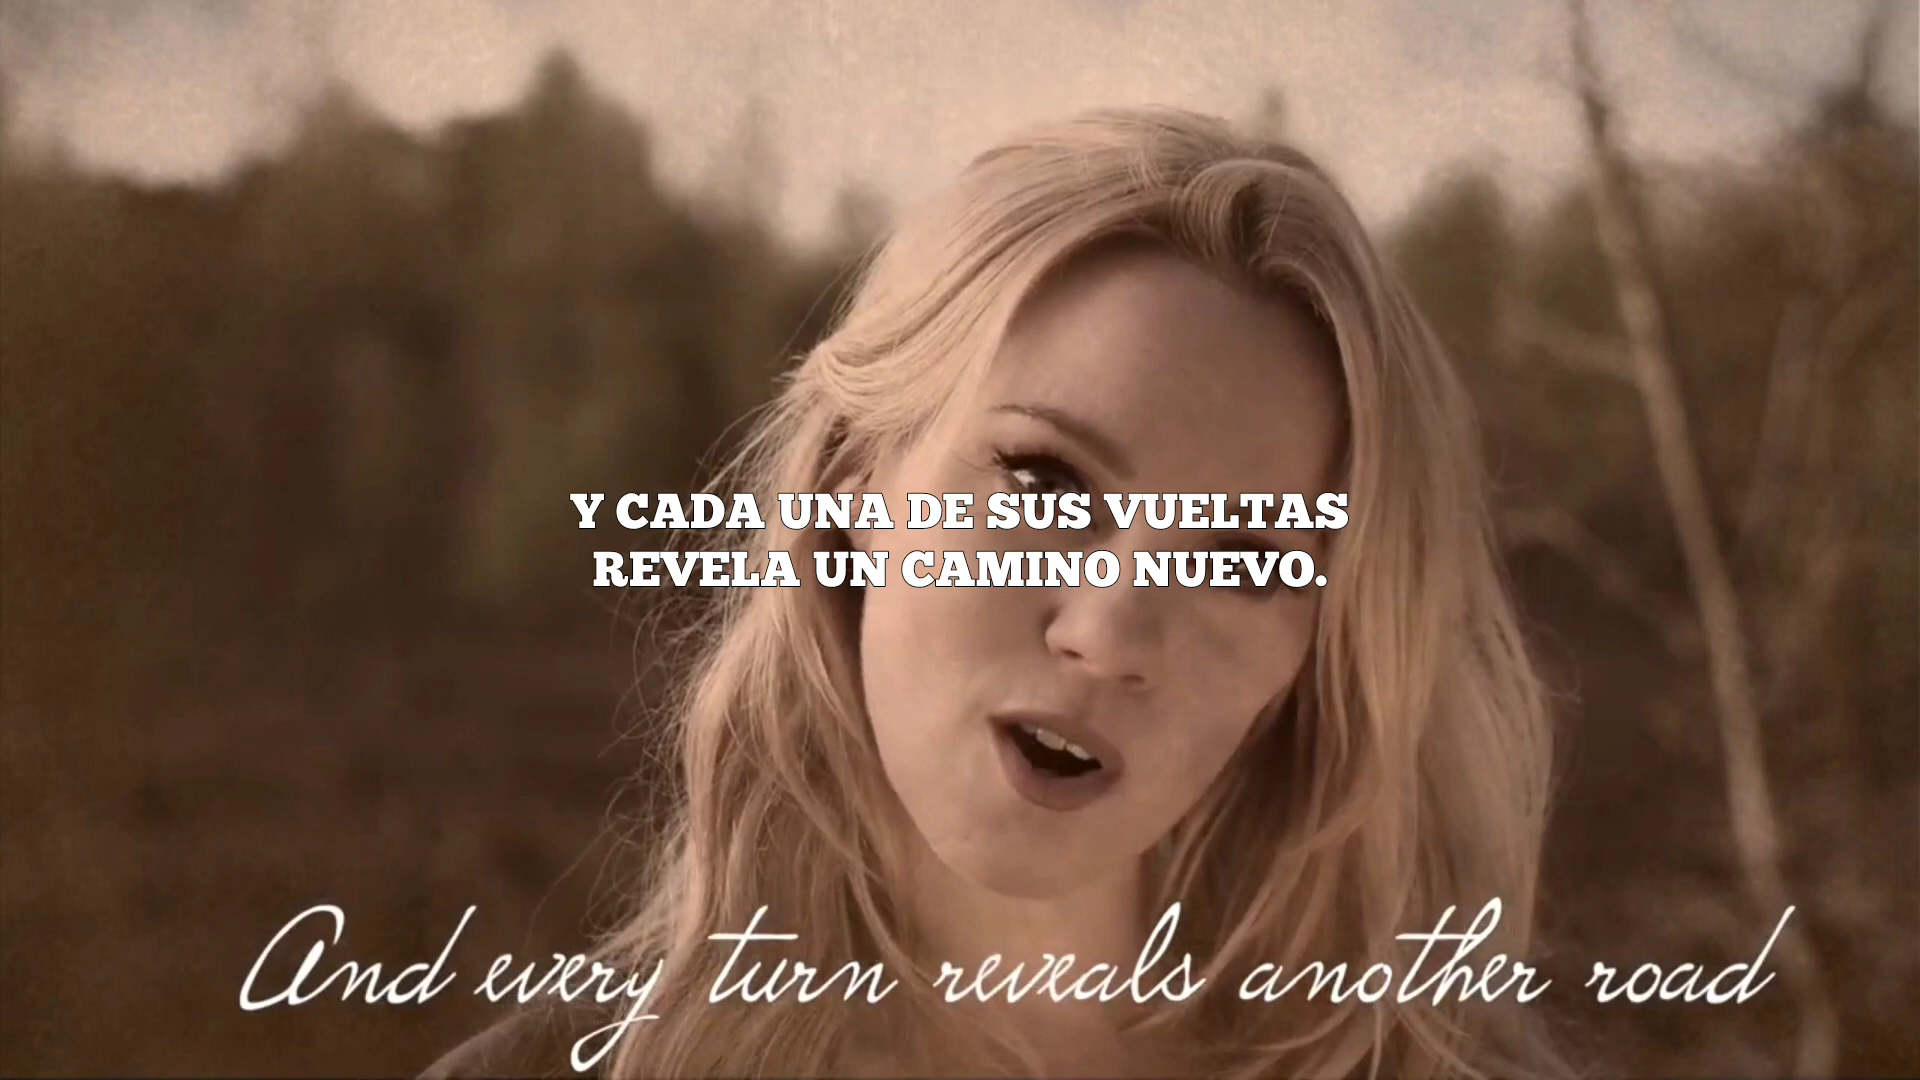 Y CADA UNA DE SUS VUELTAS
REVELA UN CAMINO NUEVO.
And every turn reveals another road